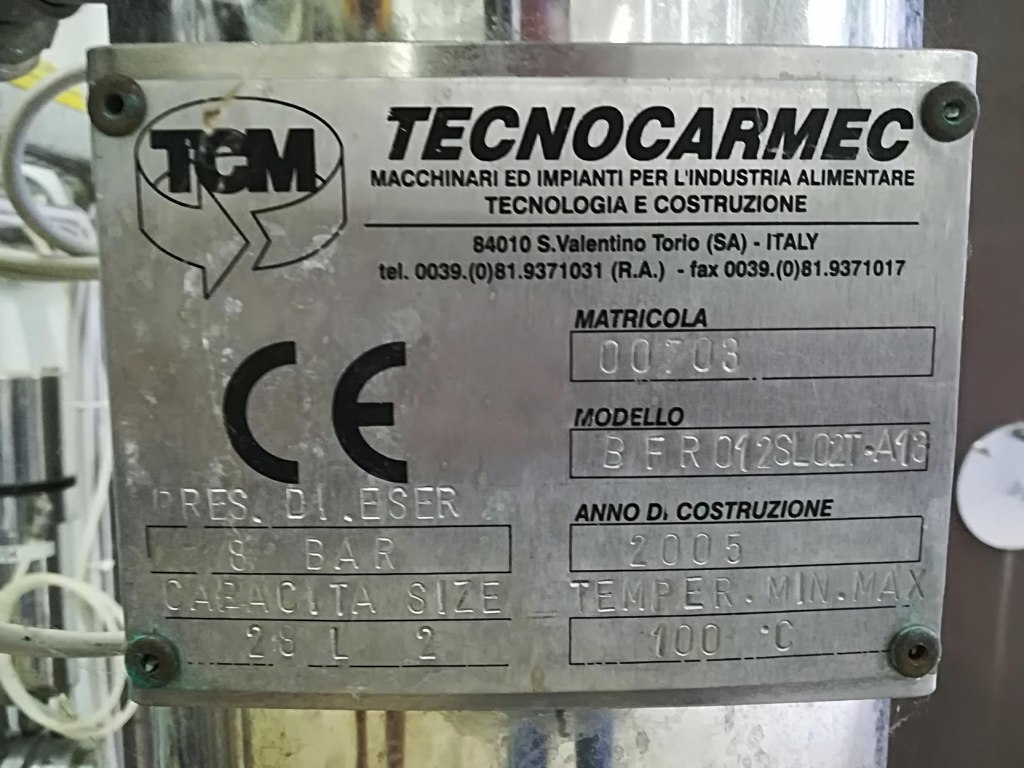 TCM
TECNOCARMEC
MACCHINARI ED IMPIANTI PER L'INDUSTRIA ALIMENTARE
TECNOLOGIA E COSTRUZIONE
84010 S.Valentino Torio (SA) - ITALY
tel. 0039.(0)81.9371031 (R.A.) - fax 0039.(0)81.9371017
MATRICOLA
00703
CE
MODELLO
BFR012SL02T-A13
PRES. DI.ESER
8 BAR
ANNO DI COSTRUZIONE
2005
CAPACITA SIZE
28 L 2
TEMPER. MIN.MAX
100 °C